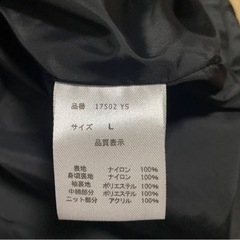 品番 17502 YS
サイズ L
品質表示
表地 ナイロン 100%
身頃裏地 ナイロン 100%
袖裏地 ポリエステル 100%
中綿部分 ポリエステル 100%
ニット部分 アクリル 100%